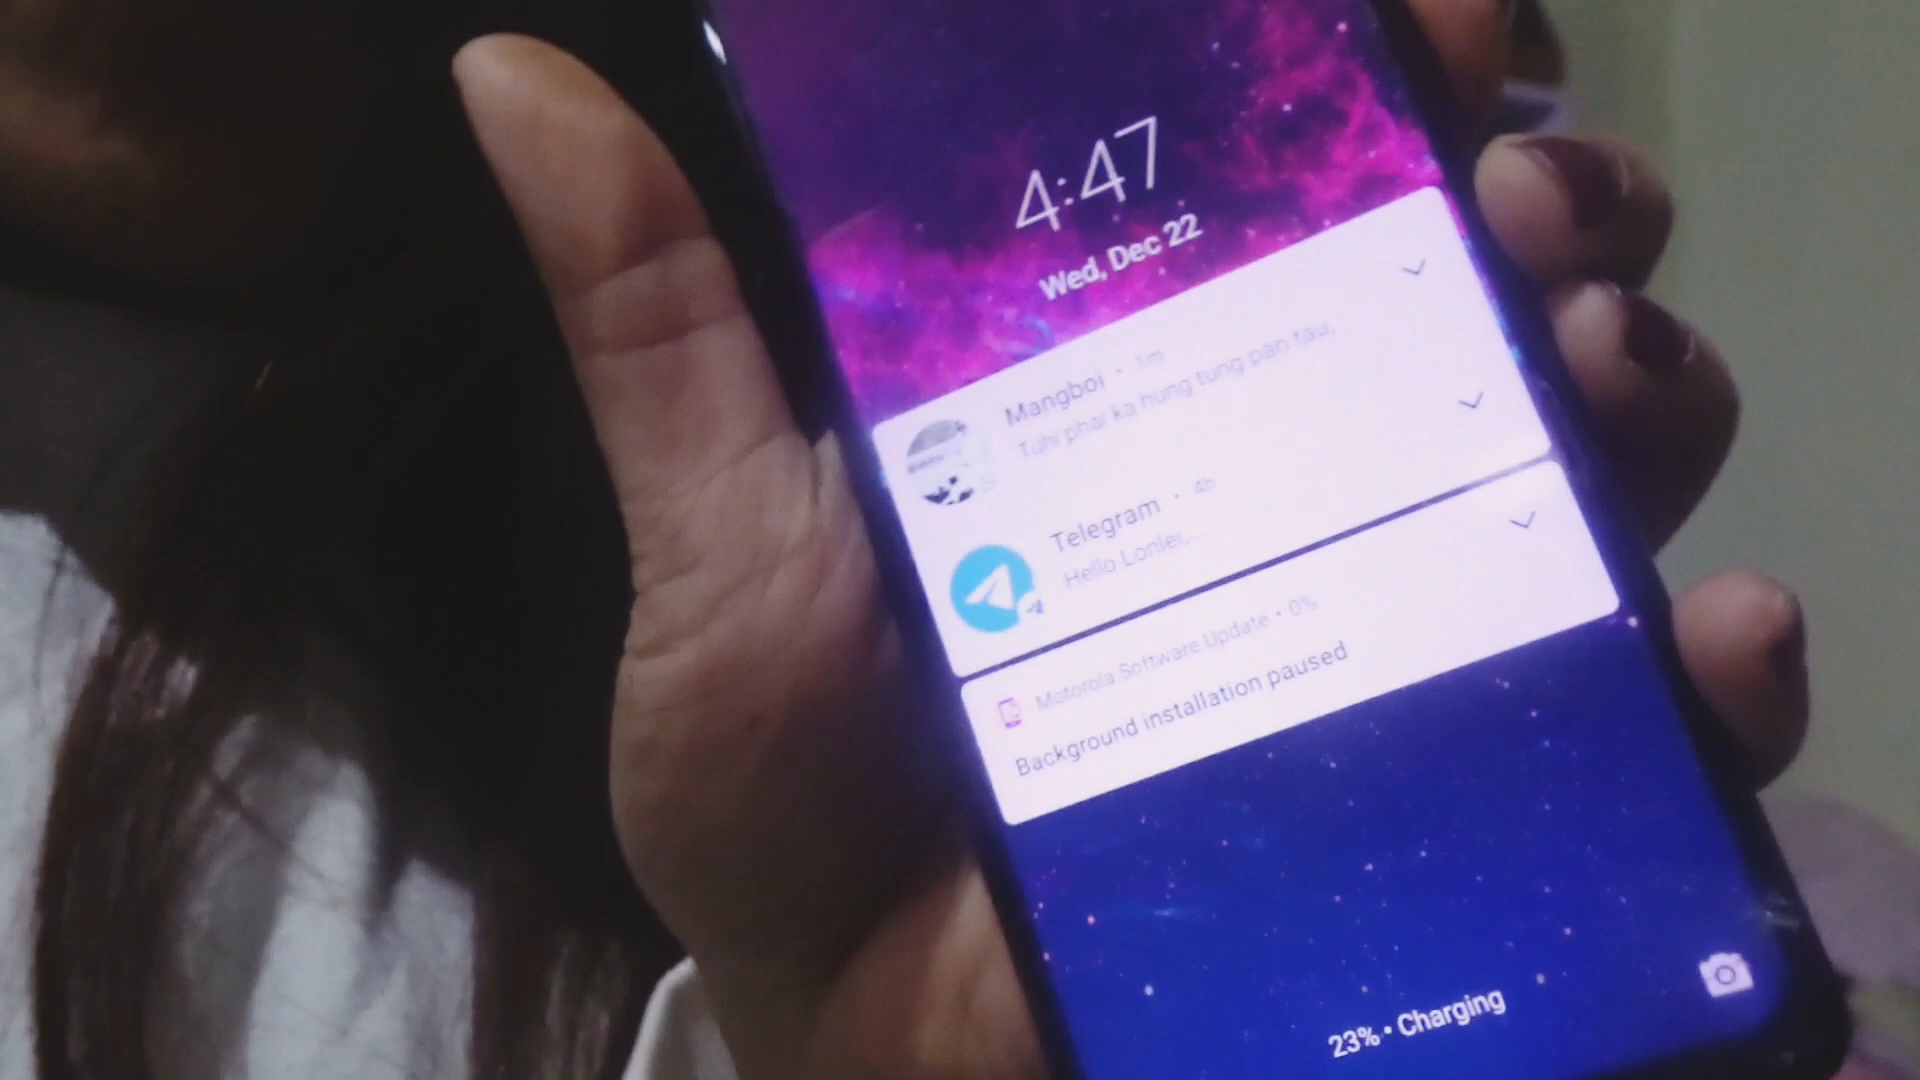 4:47
Wed, Dec 22
Mangboi • 1m
Tuhi phai ka hung tung pan tau,
Telegram • 4h
Hello Lonlei,...
Motorola Software Update • 0%
Background installation paused
23% • Charging